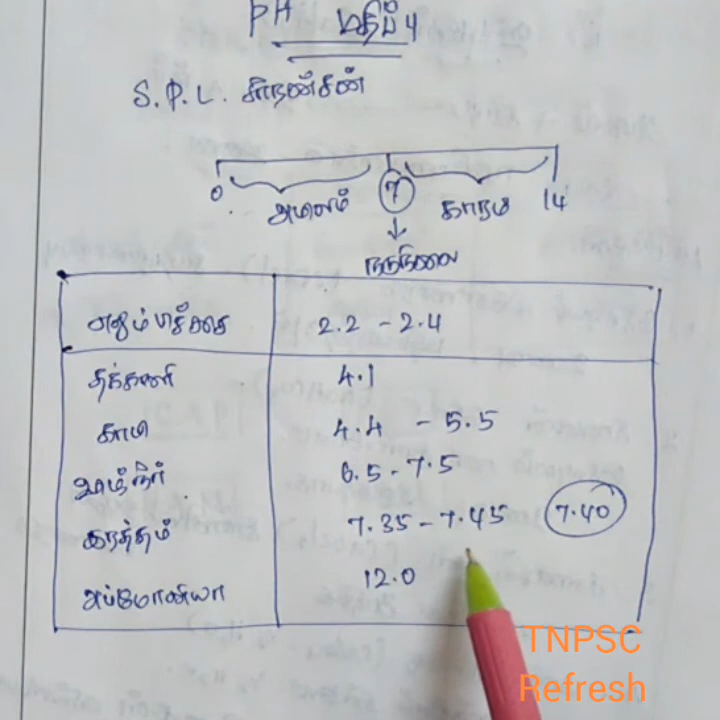 PH மதிப்பு
S.P.L. சாரன்சன்
0 அமிலம் 7 காரம் 14
நடுநிலை
எலுமிச்சை 2.2 - 2.4
தக்காளி 4.1
காபி 4.4 - 5.5
உமிழ்நீர் 6.5 - 7.5
இரத்தம் 7.35 - 7.45 7.40
அம்மோனியா 12.0
TNPSC
Refresh